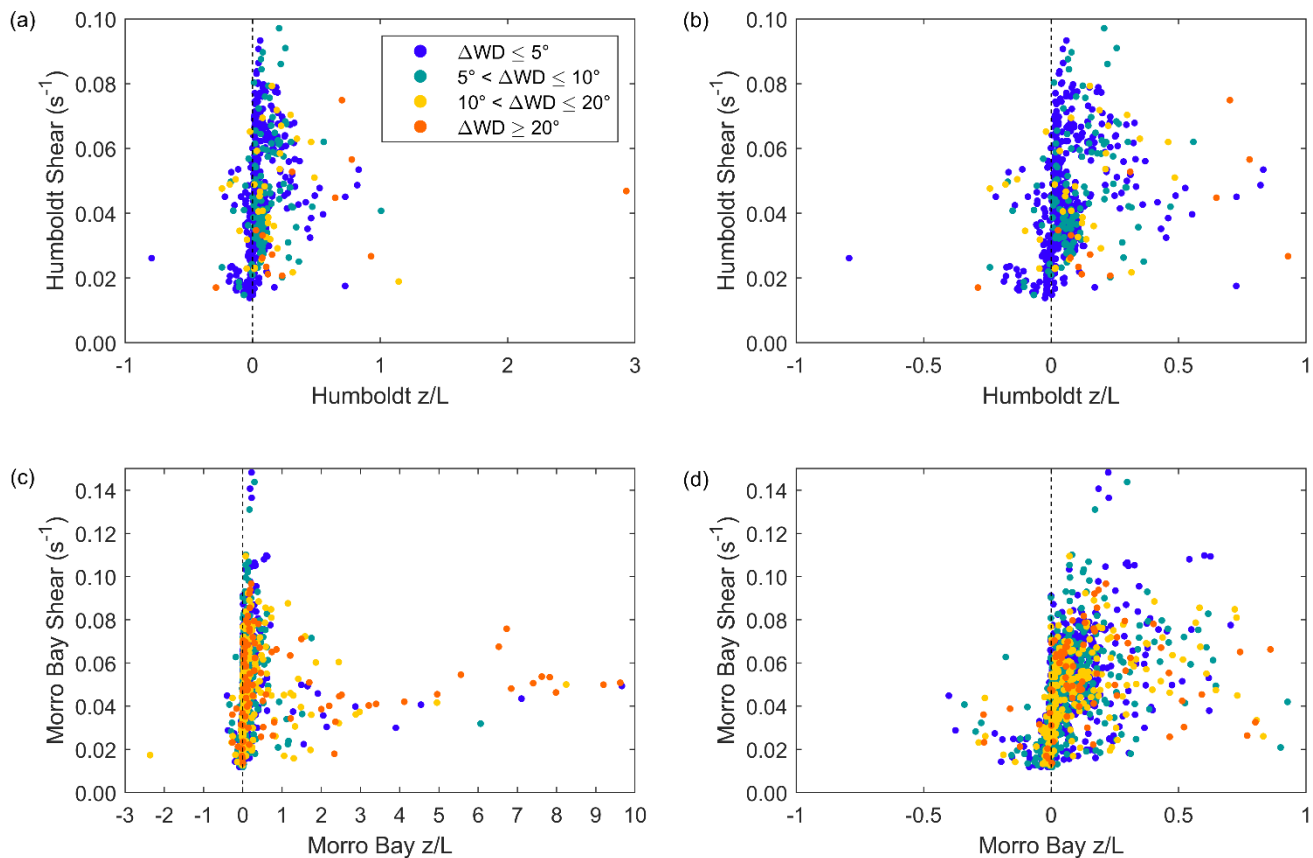 (a)
0.10
0.08
0.06
0.04
0.02
0.00
Humboldt Shear (s⁻¹)
ΔWD ≤ 5°
5° < ΔWD ≤ 10°
10° < ΔWD ≤ 20°
ΔWD ≥ 20°
-1 0 1 2 3
Humboldt z/L
(b)
0.10
0.08
0.06
0.04
0.02
0.00
Humboldt Shear (s⁻¹)
-1 -0.5 0 0.5 1
Humboldt z/L
(c)
0.14
0.12
0.10
0.08
0.06
0.04
0.02
0.00
Morro Bay Shear (s⁻¹)
-3 -2 -1 0 1 2 3 4 5 6 7 8 9 10
Morro Bay z/L
(d)
0.14
0.12
0.10
0.08
0.06
0.04
0.02
0.00
Morro Bay Shear (s⁻¹)
-1 -0.5 0 0.5 1
Morro Bay z/L